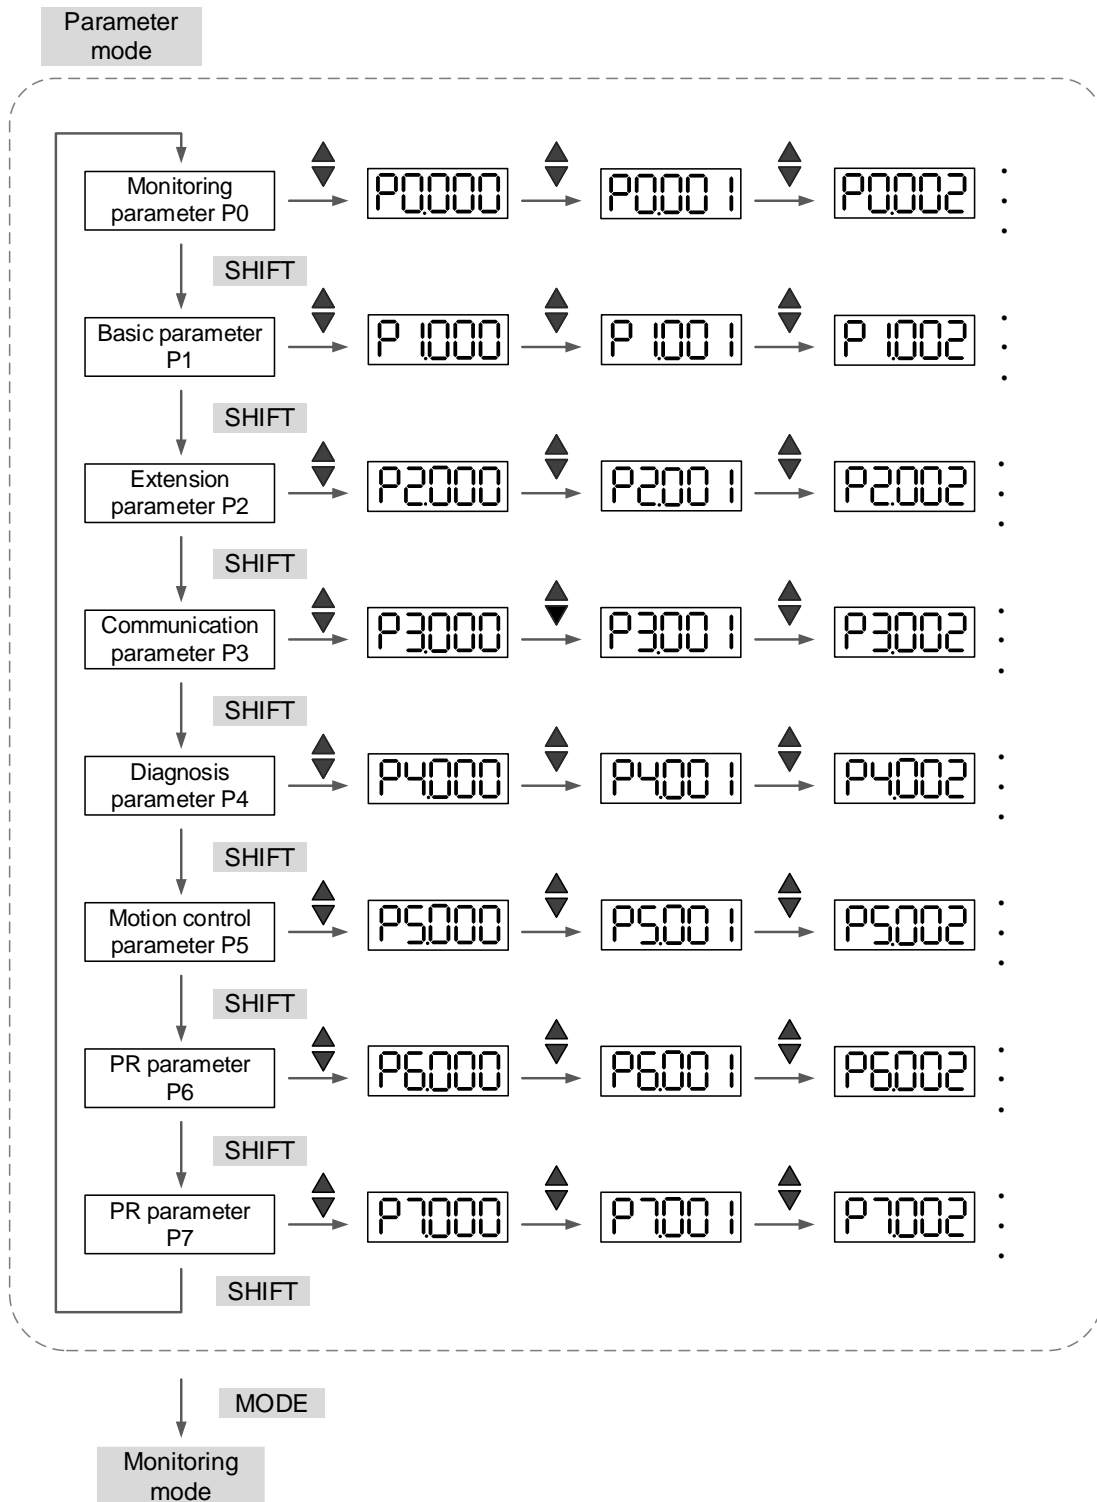 Parameter
mode
Monitoring
parameter P0
P0.000
P0.001
P0.002
SHIFT
Basic parameter
P1
P1.000
P1.001
P1.002
SHIFT
Extension
parameter P2
P2.000
P2.001
P2.002
SHIFT
Communication
parameter P3
P3.000
P3.001
P3.002
SHIFT
Diagnosis
parameter P4
P4.000
P4.001
P4.002
SHIFT
Motion control
parameter P5
P5.000
P5.001
P5.002
SHIFT
PR parameter
P6
P6.000
P6.001
P6.002
SHIFT
PR parameter
P7
P7.000
P7.001
P7.002
SHIFT
MODE
Monitoring
mode